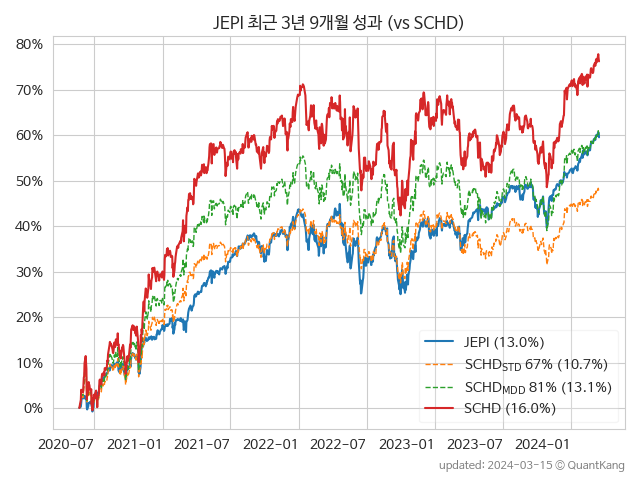 JEPI 최근 3년 9개월 성과 (vs SCHD)
80%
70%
60%
50%
40%
30%
20%
10%
0%
JEPI (13.0%)
SCHD_STD 67% (10.7%)
SCHD_MDD 81% (13.1%)
SCHD (16.0%)
2020-07 2021-01 2021-07 2022-01 2022-07 2023-01 2023-07 2024-01
updated: 2024-03-15 © QuantKang